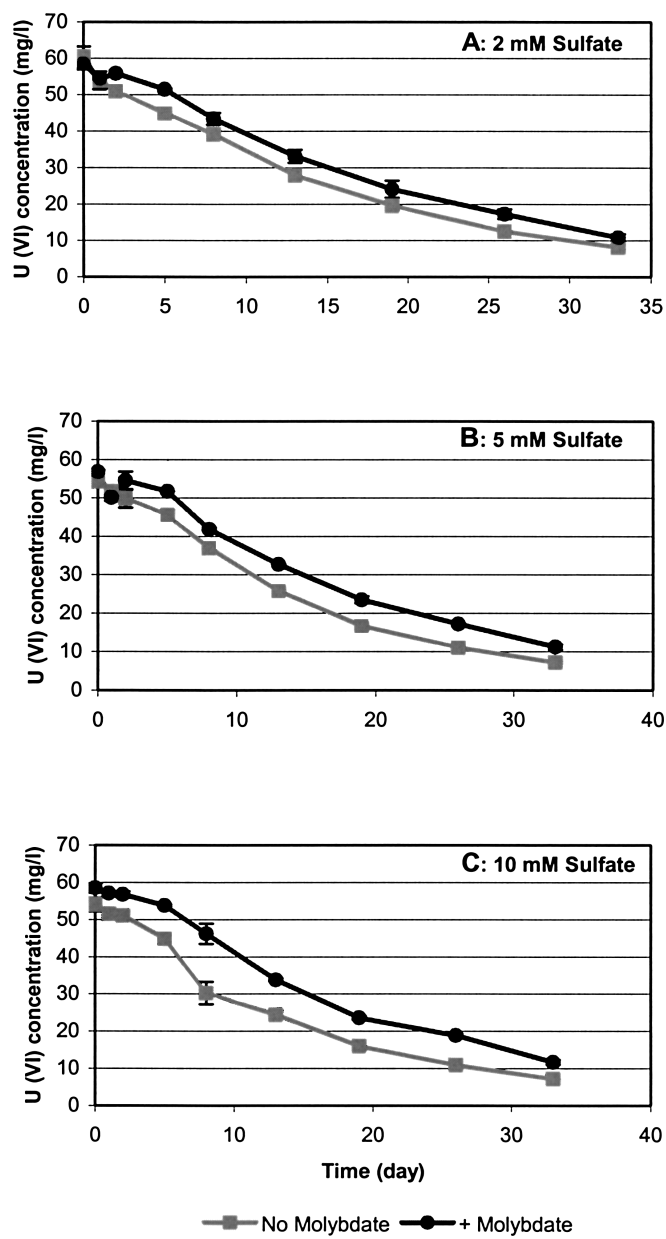 A: 2 mM Sulfate
U (VI) concentration (mg/l)
70
60
50
40
30
20
10
0
0 5 10 15 20 25 30 35
B: 5 mM Sulfate
U (VI) concentration (mg/l)
70
60
50
40
30
20
10
0
0 10 20 30 40
C: 10 mM Sulfate
U (VI) concentration (mg/l)
70
60
50
40
30
20
10
0
0 10 20 30 40
Time (day)
No Molybdate + Molybdate